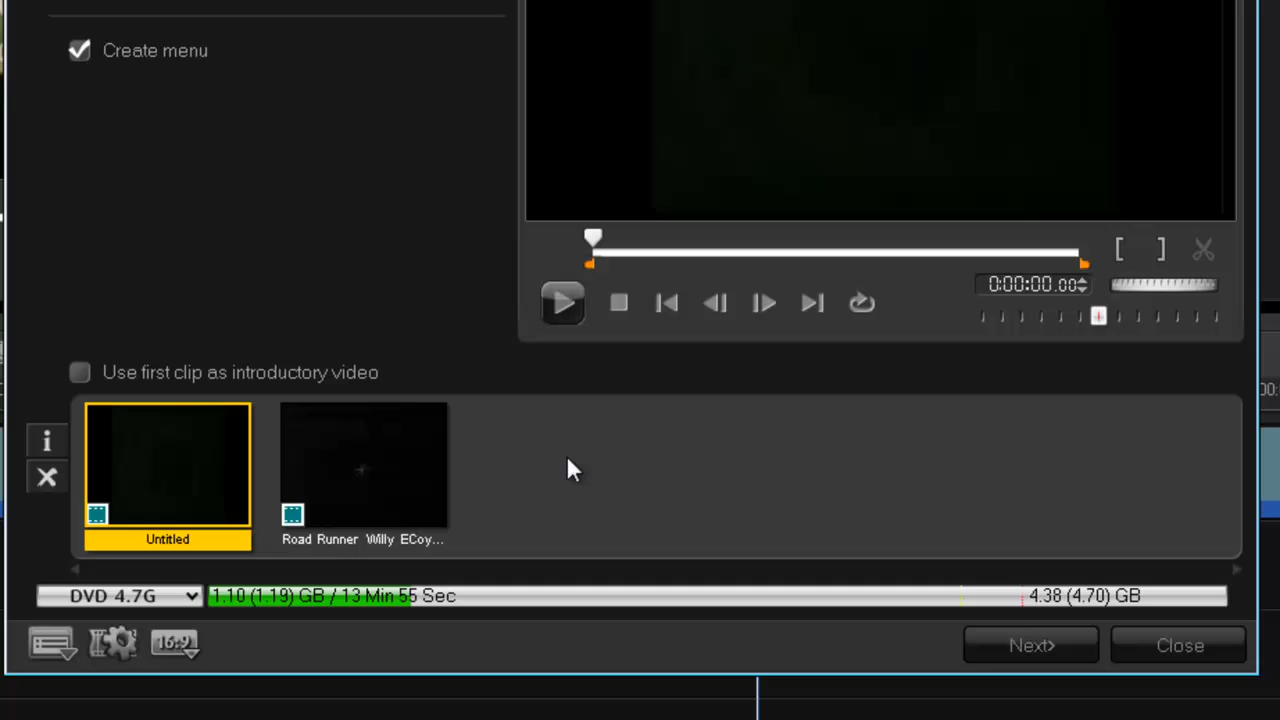 Create menu
[ ]
0:00:00.00
Use first clip as introductory video
i
Untitled
Road Runner Willy ECoy...
DVD 4.7G
1.10 (1.19) GB / 13 Min 55 Sec
4.38 (4.70) GB
16:9
Next>
Close
00: